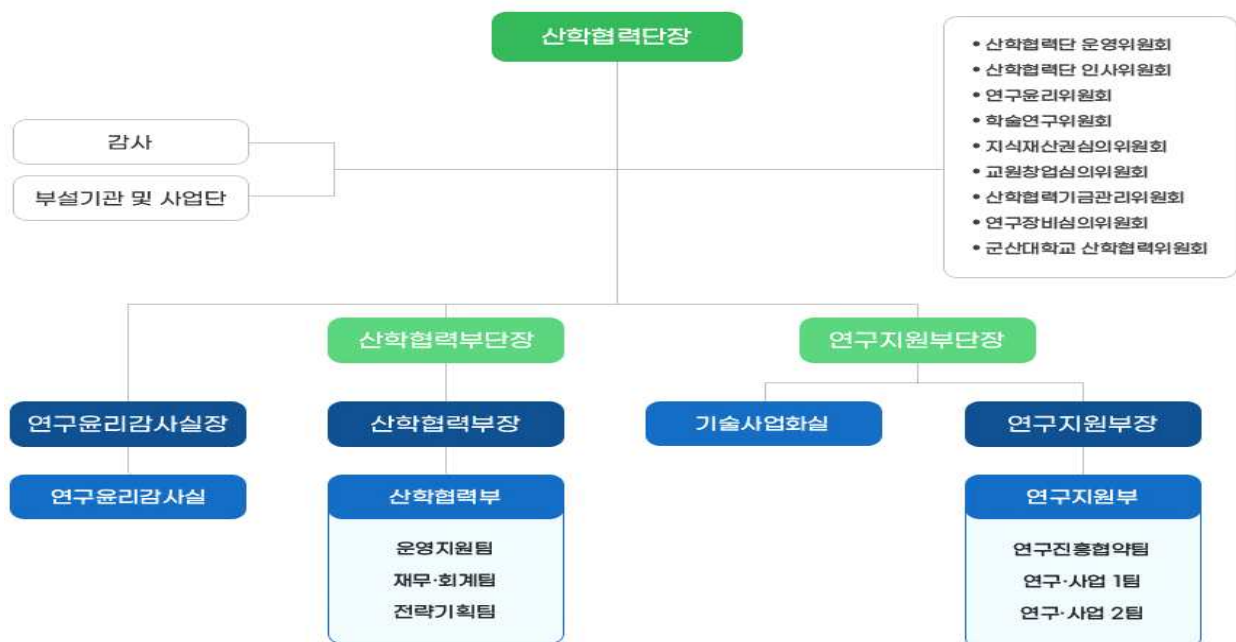 산학협력단장
• 산학협력단 운영위원회
• 산학협력단 인사위원회
• 연구윤리위원회
• 학술연구위원회
• 지식재산권심의위원회
• 교원창업심의위원회
• 산학협력기금관리위원회
• 연구장비심의위원회
• 군산대학교 산학협력위원회
감사
부설기관 및 사업단
산학협력부단장
연구지원부단장
연구윤리감사실장
산학협력부장
기술사업화실
연구지원부장
연구윤리감사실
산학협력부
운영지원팀
재무·회계팀
전략기획팀
연구지원부
연구진흥협약팀
연구·사업 1팀
연구·사업 2팀